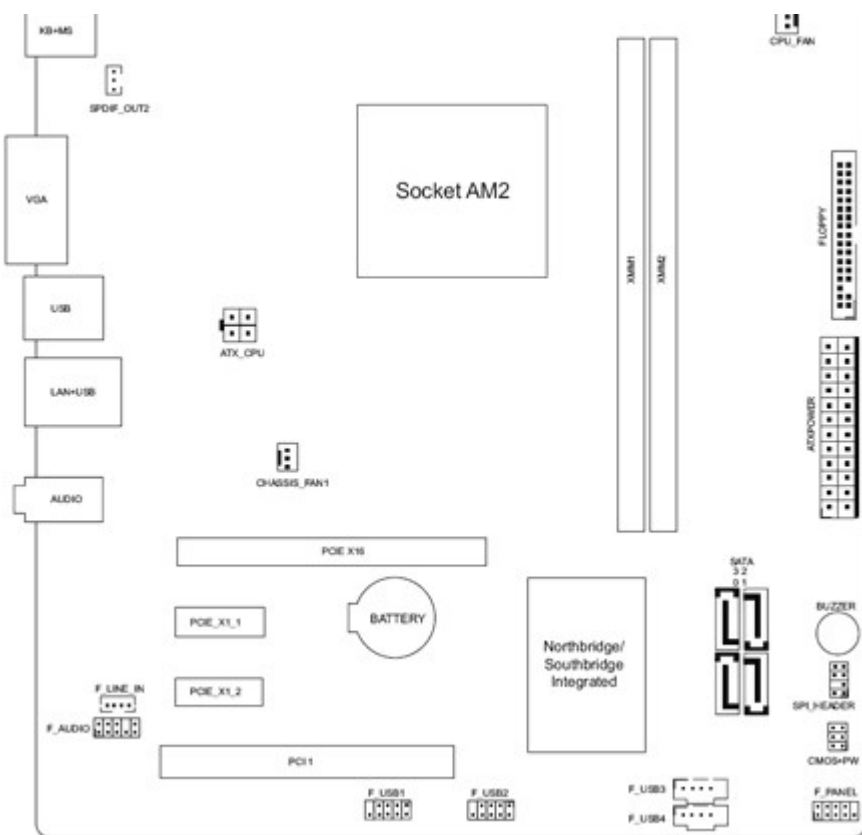 KB+MS
CPU_FAN
SPDIF_OUT2
Socket AM2
VGA
FLOPPY
XMM1
XMM2
USB
ATX_CPU
LAN+USB
ATXPOWER
CHASSIS_FAN1
AUDIO
PCIE X16
SATA
3 2
0 1
BATTERY
BUZZER
PCIE_X1_1
Northbridge/
Southbridge
Integrated
PCIE_X1_2
F_LINE_IN
SPI_HEADER
F_AUDIO
PCI 1
CMOS+PW
F_USB1
F_USB2
F_USB3
F_PANEL
F_USB4